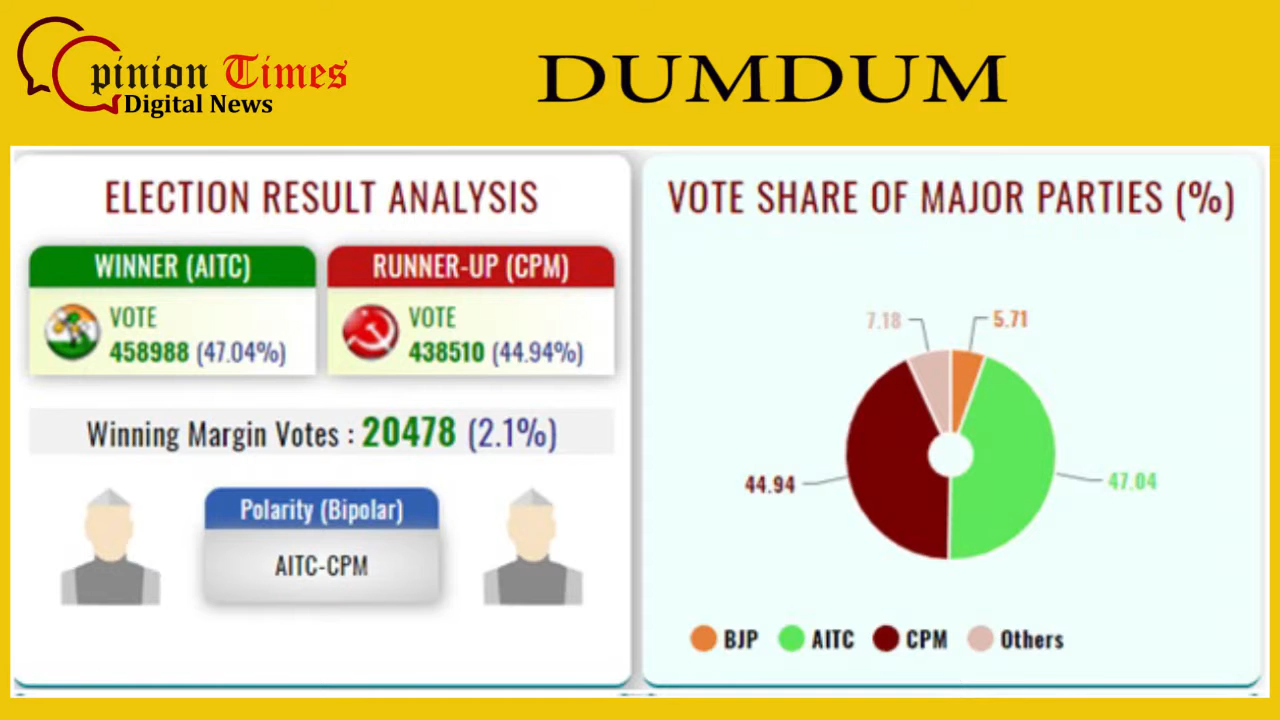 pinion Times
Digital News
DUMDUM
ELECTION RESULT ANALYSIS
WINNER (AITC)
VOTE
458988 (47.04%)
RUNNER-UP (CPM)
VOTE
438510 (44.94%)
Winning Margin Votes : 20478 (2.1%)
Polarity (Bipolar)
AITC-CPM
VOTE SHARE OF MAJOR PARTIES (%)
7.18
5.71
44.94
47.04
BJP
AITC
CPM
Others